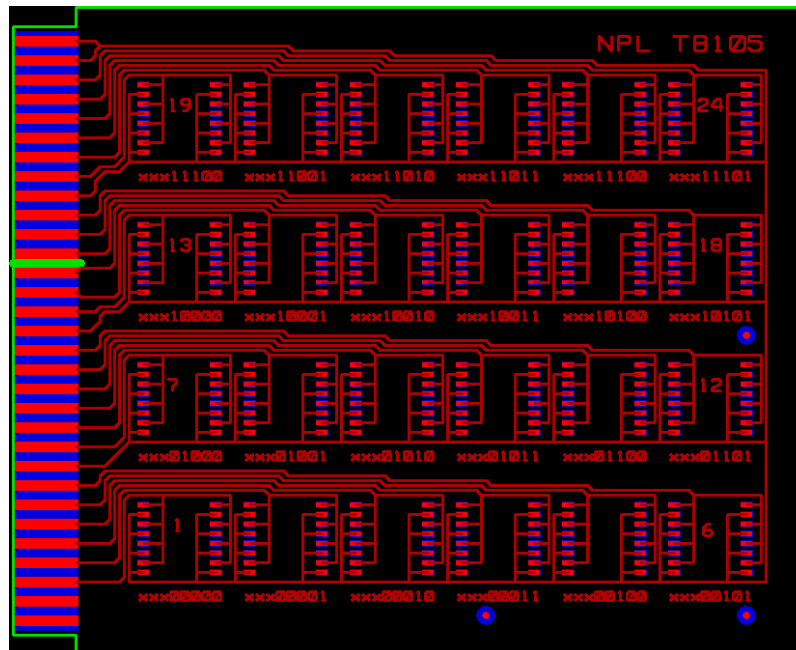 NPL TB105
19 24
xxx11100 xxx11001 xxx11010 xxx11011 xxx11100 xxx11101
13 18
xxx10000 xxx10001 xxx10010 xxx10011 xxx10100 xxx10101
7 12
xxx01000 xxx01001 xxx01010 xxx01011 xxx01100 xxx01101
1 6
xxx00000 xxx00001 xxx00010 xxx00011 xxx00100 xxx00101